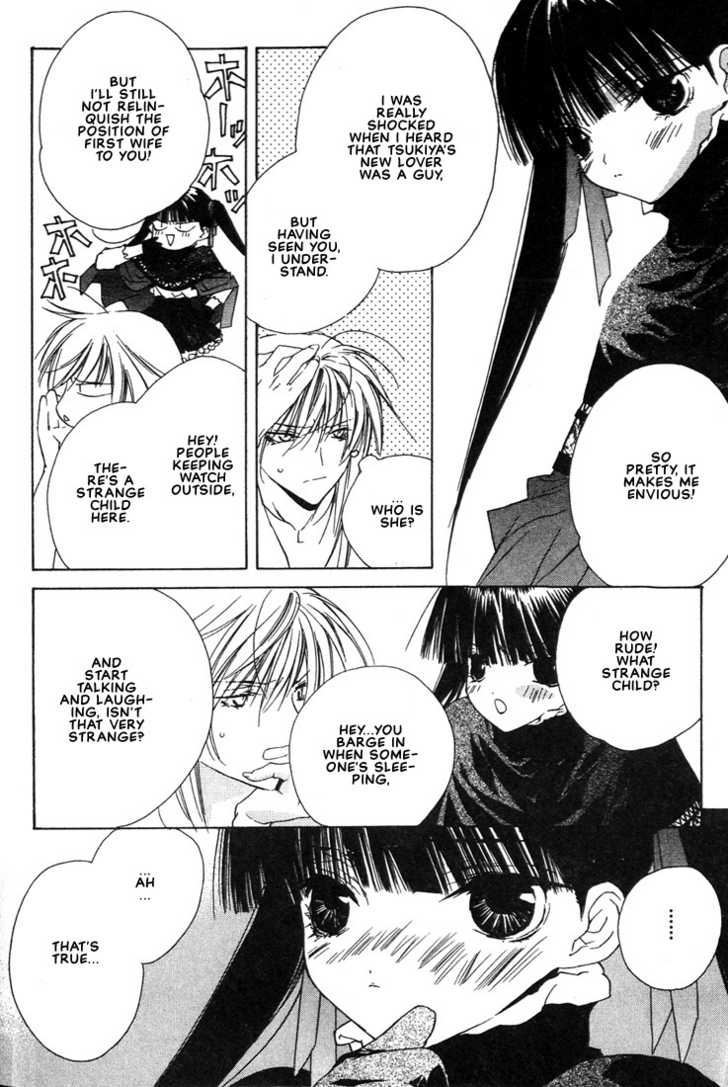 SO
PRETTY, IT
MAKES ME
ENVIOUS!
I WAS
REALLY
SHOCKED
WHEN I HEARD
THAT TSUKIYA'S
NEW LOVER
WAS A GUY,
BUT
HAVING
SEEN YOU,
I UNDER-
STAND.
...
WHO IS
SHE?
BUT
I'LL STILL
NOT RELIN-
QUISH THE
POSITION OF
FIRST WIFE
TO YOU!
ホーッホッ
ホホ
HEY!
PEOPLE
KEEPING
WATCH
OUTSIDE,
THE-
RE'S A
STRANGE
CHILD
HERE.
HOW
RUDE!
WHAT
STRANGE
CHILD?
HEY...YOU
BARGE IN
WHEN SOME-
ONE'S SLEE-
PING,
AND
START
TALKING
AND LAUGH-
ING, ISN'T
THAT VERY
STRANGE?
......
...
AH
...
THAT'S
TRUE...